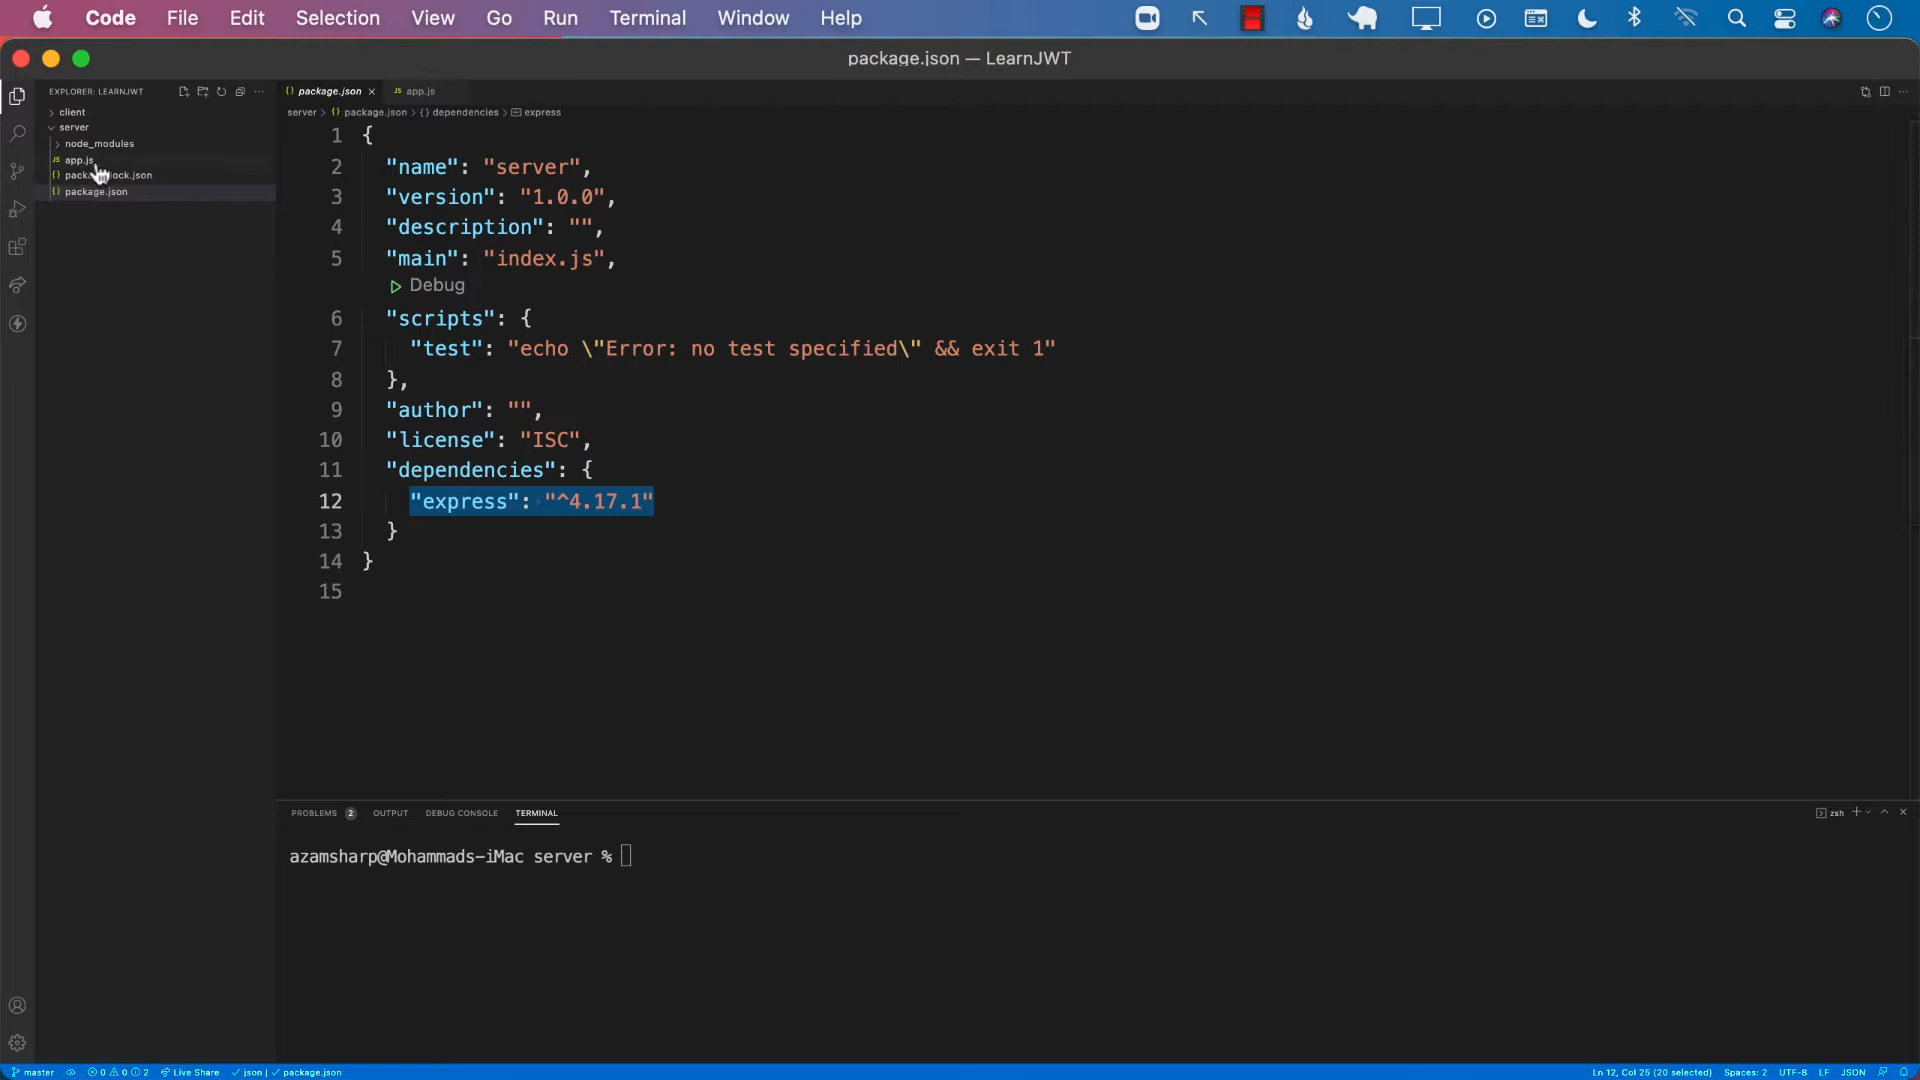 Code File Edit Selection View Go Run Terminal Window Help
package.json — LearnJWT
EXPLORER: LEARNJWT
client
server
node_modules
app.js
package.json
package.json
app.js
server > package.json > {} dependencies > express
1 {
2 "name": "server",
3 "version": "1.0.0",
4 "description": "",
5 "main": "index.js",
Debug
6 "scripts": {
7 "test": "echo \"Error: no test specified\" && exit 1"
8 },
9 "author": "",
10 "license": "ISC",
11 "dependencies": {
12 "express": "^4.17.1"
13 }
14 }
15
PROBLEMS 2 OUTPUT DEBUG CONSOLE TERMINAL
zsh
azamsharp@Mohammads-iMac server %
master 0 0 2 Live Share json | package.json
Ln 12, Col 25 (20 selected) Spaces: 2 UTF-8 LF JSON